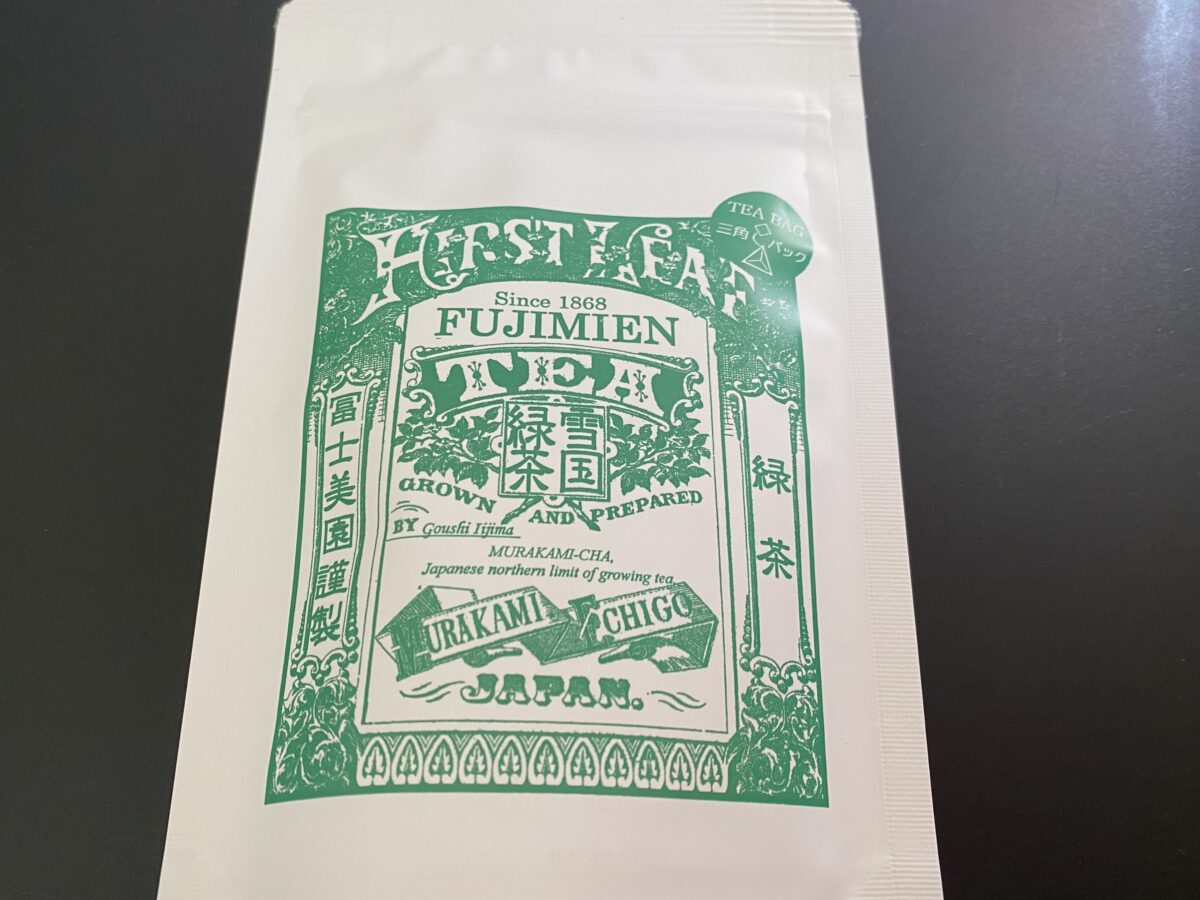 FIRST LEAF
TEA BAG
三角
パック
Since 1868
FUJIMIEN
TEA
雪国
緑茶
GROWN AND PREPARED
BY Goushi Iijima
MURAKAMI-CHA,
Japanese northern limit of growing tea
MURAKAMI ECHIGO
JAPAN.
冨士美園謹製
緑茶